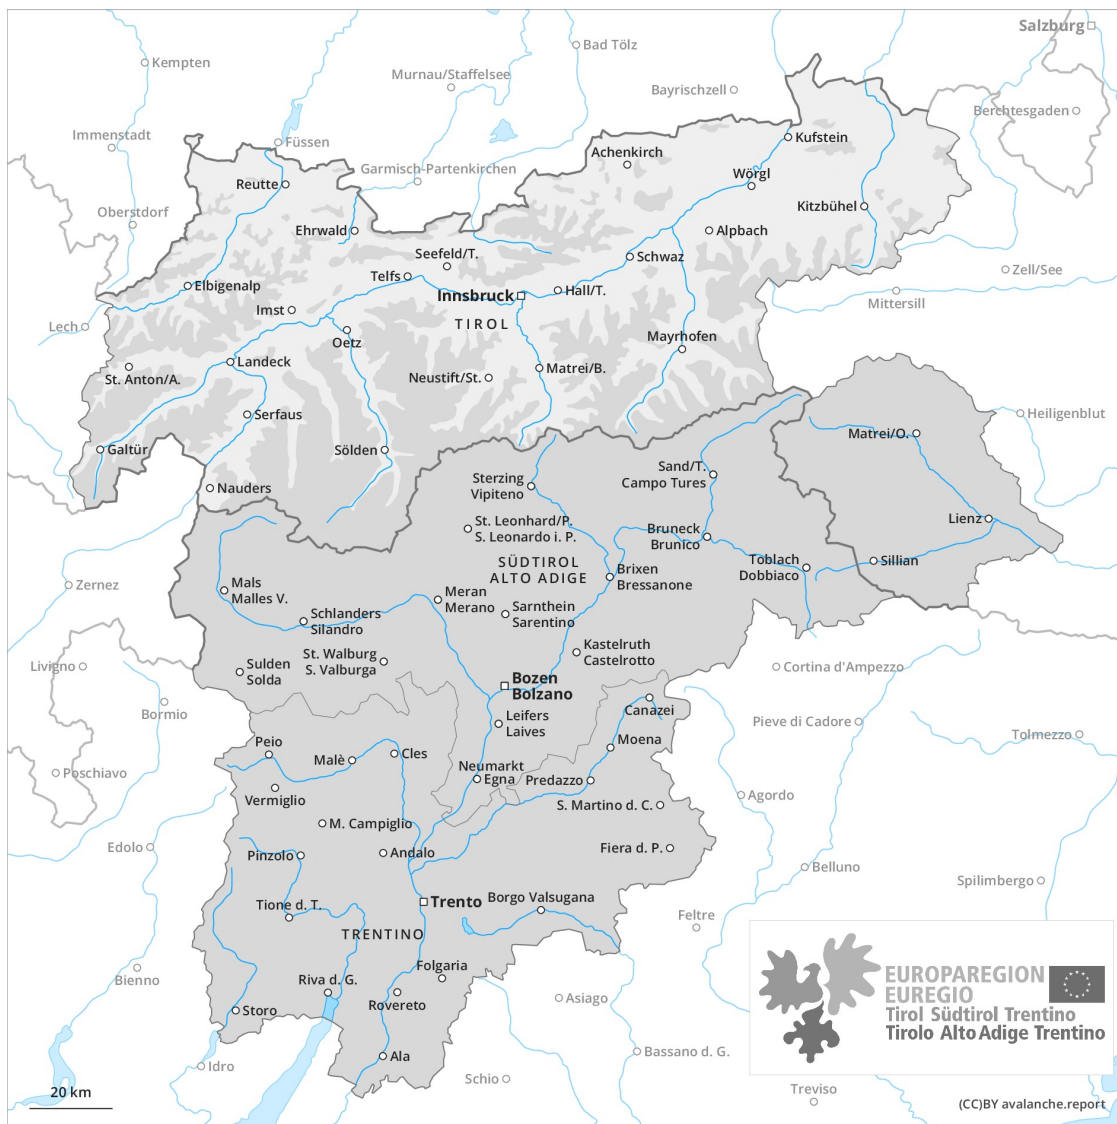 Salzburg
Bad Tölz
Kempten
Murnau/Staffelsee
Bayrischzell
Berchtesgaden
Immenstadt
Füssen
Kufstein
Achenkirch
Garmisch-Partenkirchen
Wörgl
Reutte
Kitzbühel
Oberstdorf
Ehrwald
Alpbach
Seefeld/T.
Schwaz
Zell/See
Telfs
Elbigenalp
Hall/T.
Innsbruck
Mittersill
Imst
TIROL
Lech
Oetz
Mayrhofen
Landeck
Matrei/B.
St. Anton/A.
Neustift/St.
Serfaus
Heiligenblut
Matrei/O.
Galtür
Sölden
Sand/T.
Campo Tures
Sterzing
Vipiteno
Nauders
Lienz
St. Leonhard/P.
S. Leonardo i. P.
Bruneck
Brunico
SÜDTIROL
ALTO ADIGE
Toblach
Dobbiaco
Sillian
Brixen
Bressanone
Zernez
Mals
Malles V.
Meran
Merano
Sarnthein
Sarentino
Schlanders
Silandro
Kastelruth
Castelrotto
St. Walburg
S. Valburga
Livigno
Sulden
Solda
Cortina d'Ampezzo
Bozen
Bolzano
Canazei
Bormio
Leifers
Laives
Pieve di Cadore
Tolmezzo
Moena
Peio
Cles
Malè
Neumarkt
Egna
Poschiavo
Predazzo
Vermiglio
Agordo
S. Martino d. C.
M. Campiglio
Edolo
Fiera d. P.
Pinzolo
Andalo
Belluno
Spilimbergo
Borgo Valsugana
Trento
Tione d. T.
Feltre
TRENTINO
Folgaria
Bienno
Riva d. G.
EUROPAREGION
EUREGIO
Tirol Südtirol Trentino
Tirolo Alto Adige Trentino
Asiago
Rovereto
Storo
Bassano d. G.
Ala
Idro
Schio
Treviso
20 km
(CC)BY avalanche.report